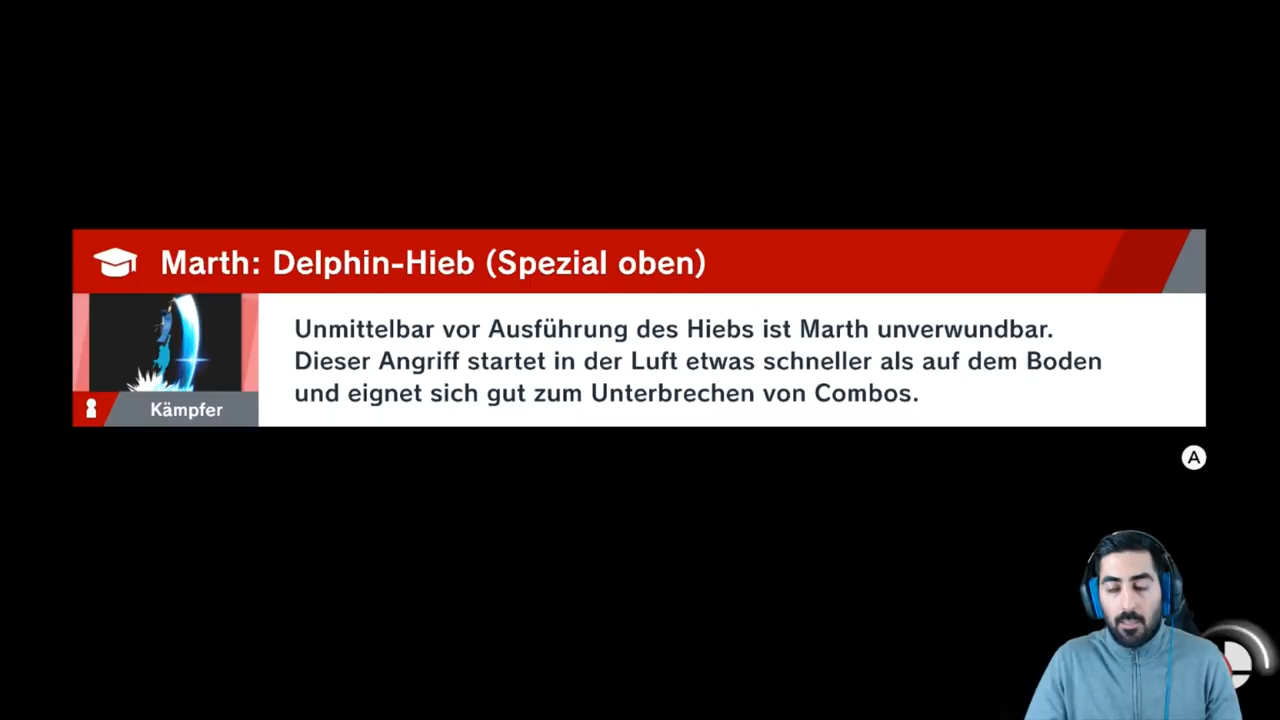 Marth: Delphin-Hieb (Spezial oben)
Unmittelbar vor Ausführung des Hiebs ist Marth unverwundbar.
Dieser Angriff startet in der Luft etwas schneller als auf dem Boden
und eignet sich gut zum Unterbrechen von Combos.
Kämpfer
A